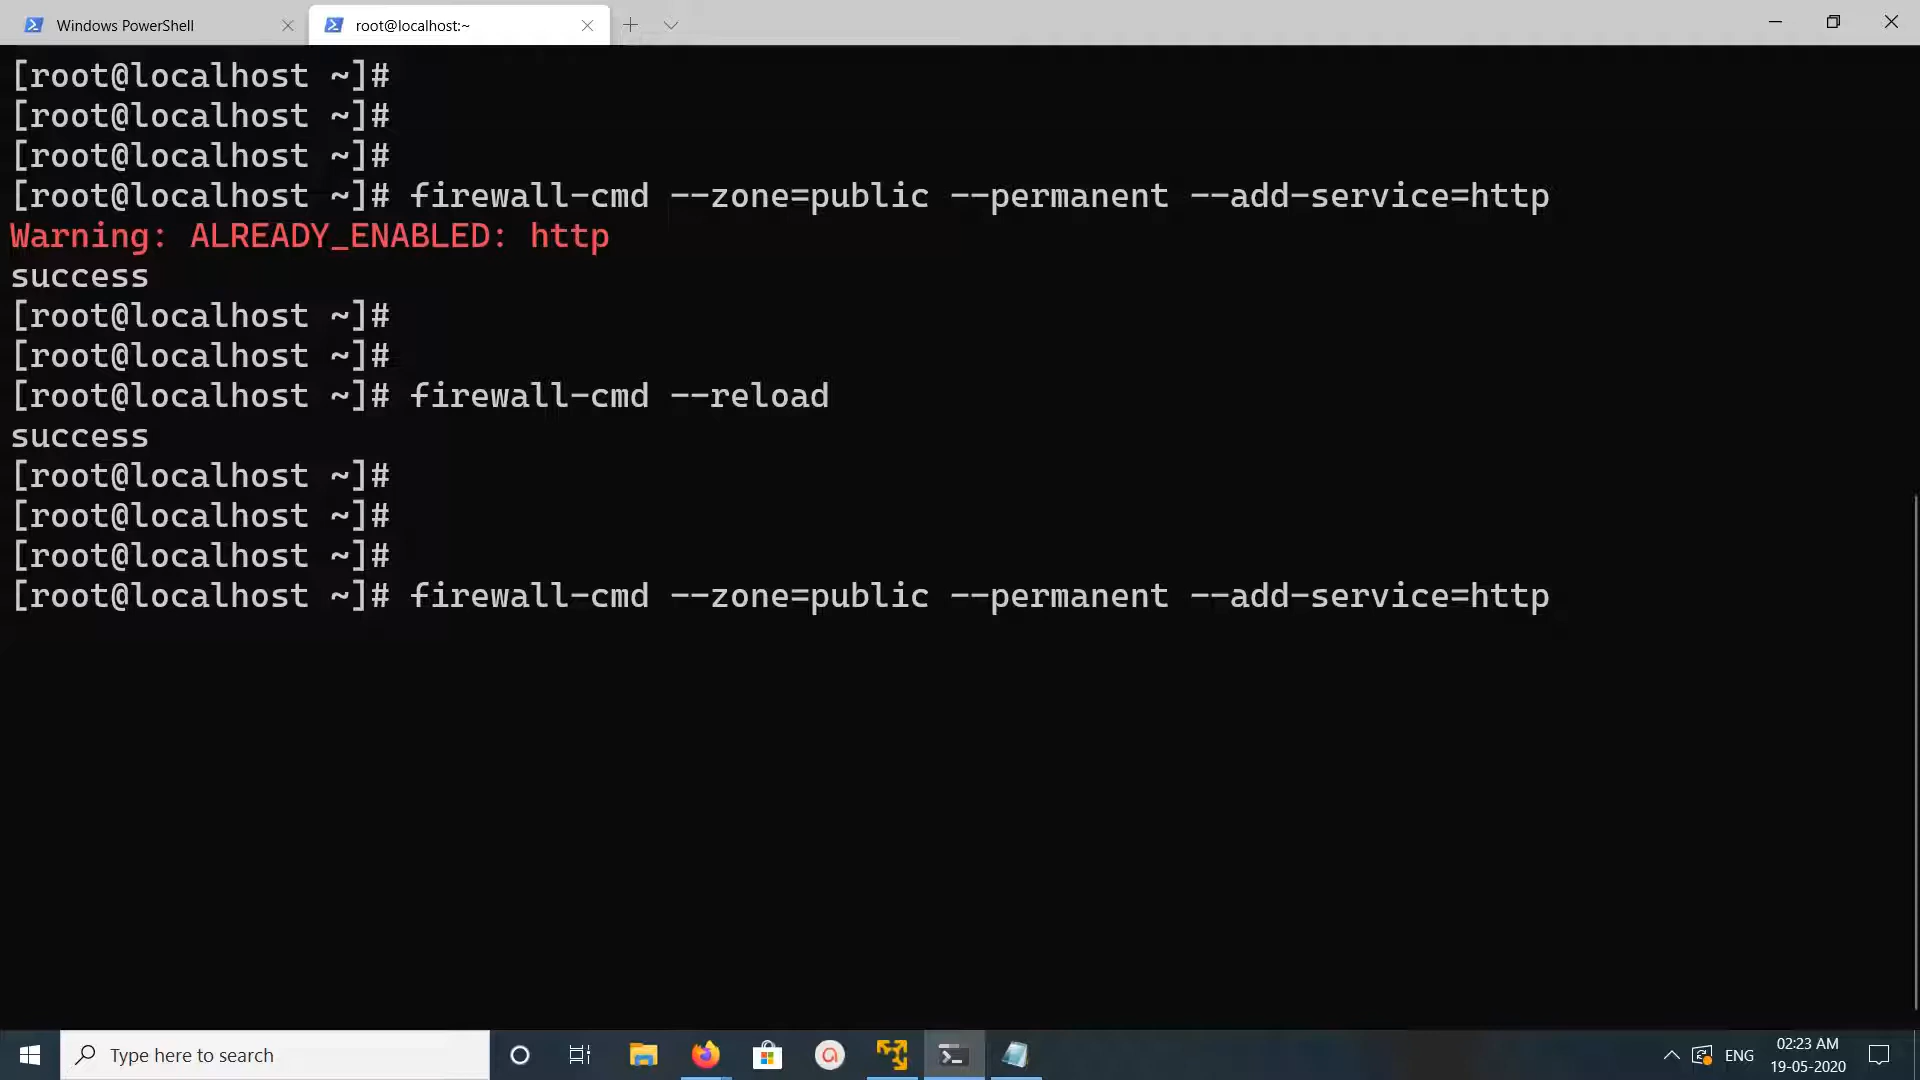 Windows PowerShell
root@localhost:~
[root@localhost ~]#
[root@localhost ~]#
[root@localhost ~]#
[root@localhost ~]# firewall-cmd --zone=public --permanent --add-service=http
Warning: ALREADY_ENABLED: http
success
[root@localhost ~]#
[root@localhost ~]#
[root@localhost ~]# firewall-cmd --reload
success
[root@localhost ~]#
[root@localhost ~]#
[root@localhost ~]#
[root@localhost ~]# firewall-cmd --zone=public --permanent --add-service=http
Type here to search
ENG
02:23 AM
19-05-2020